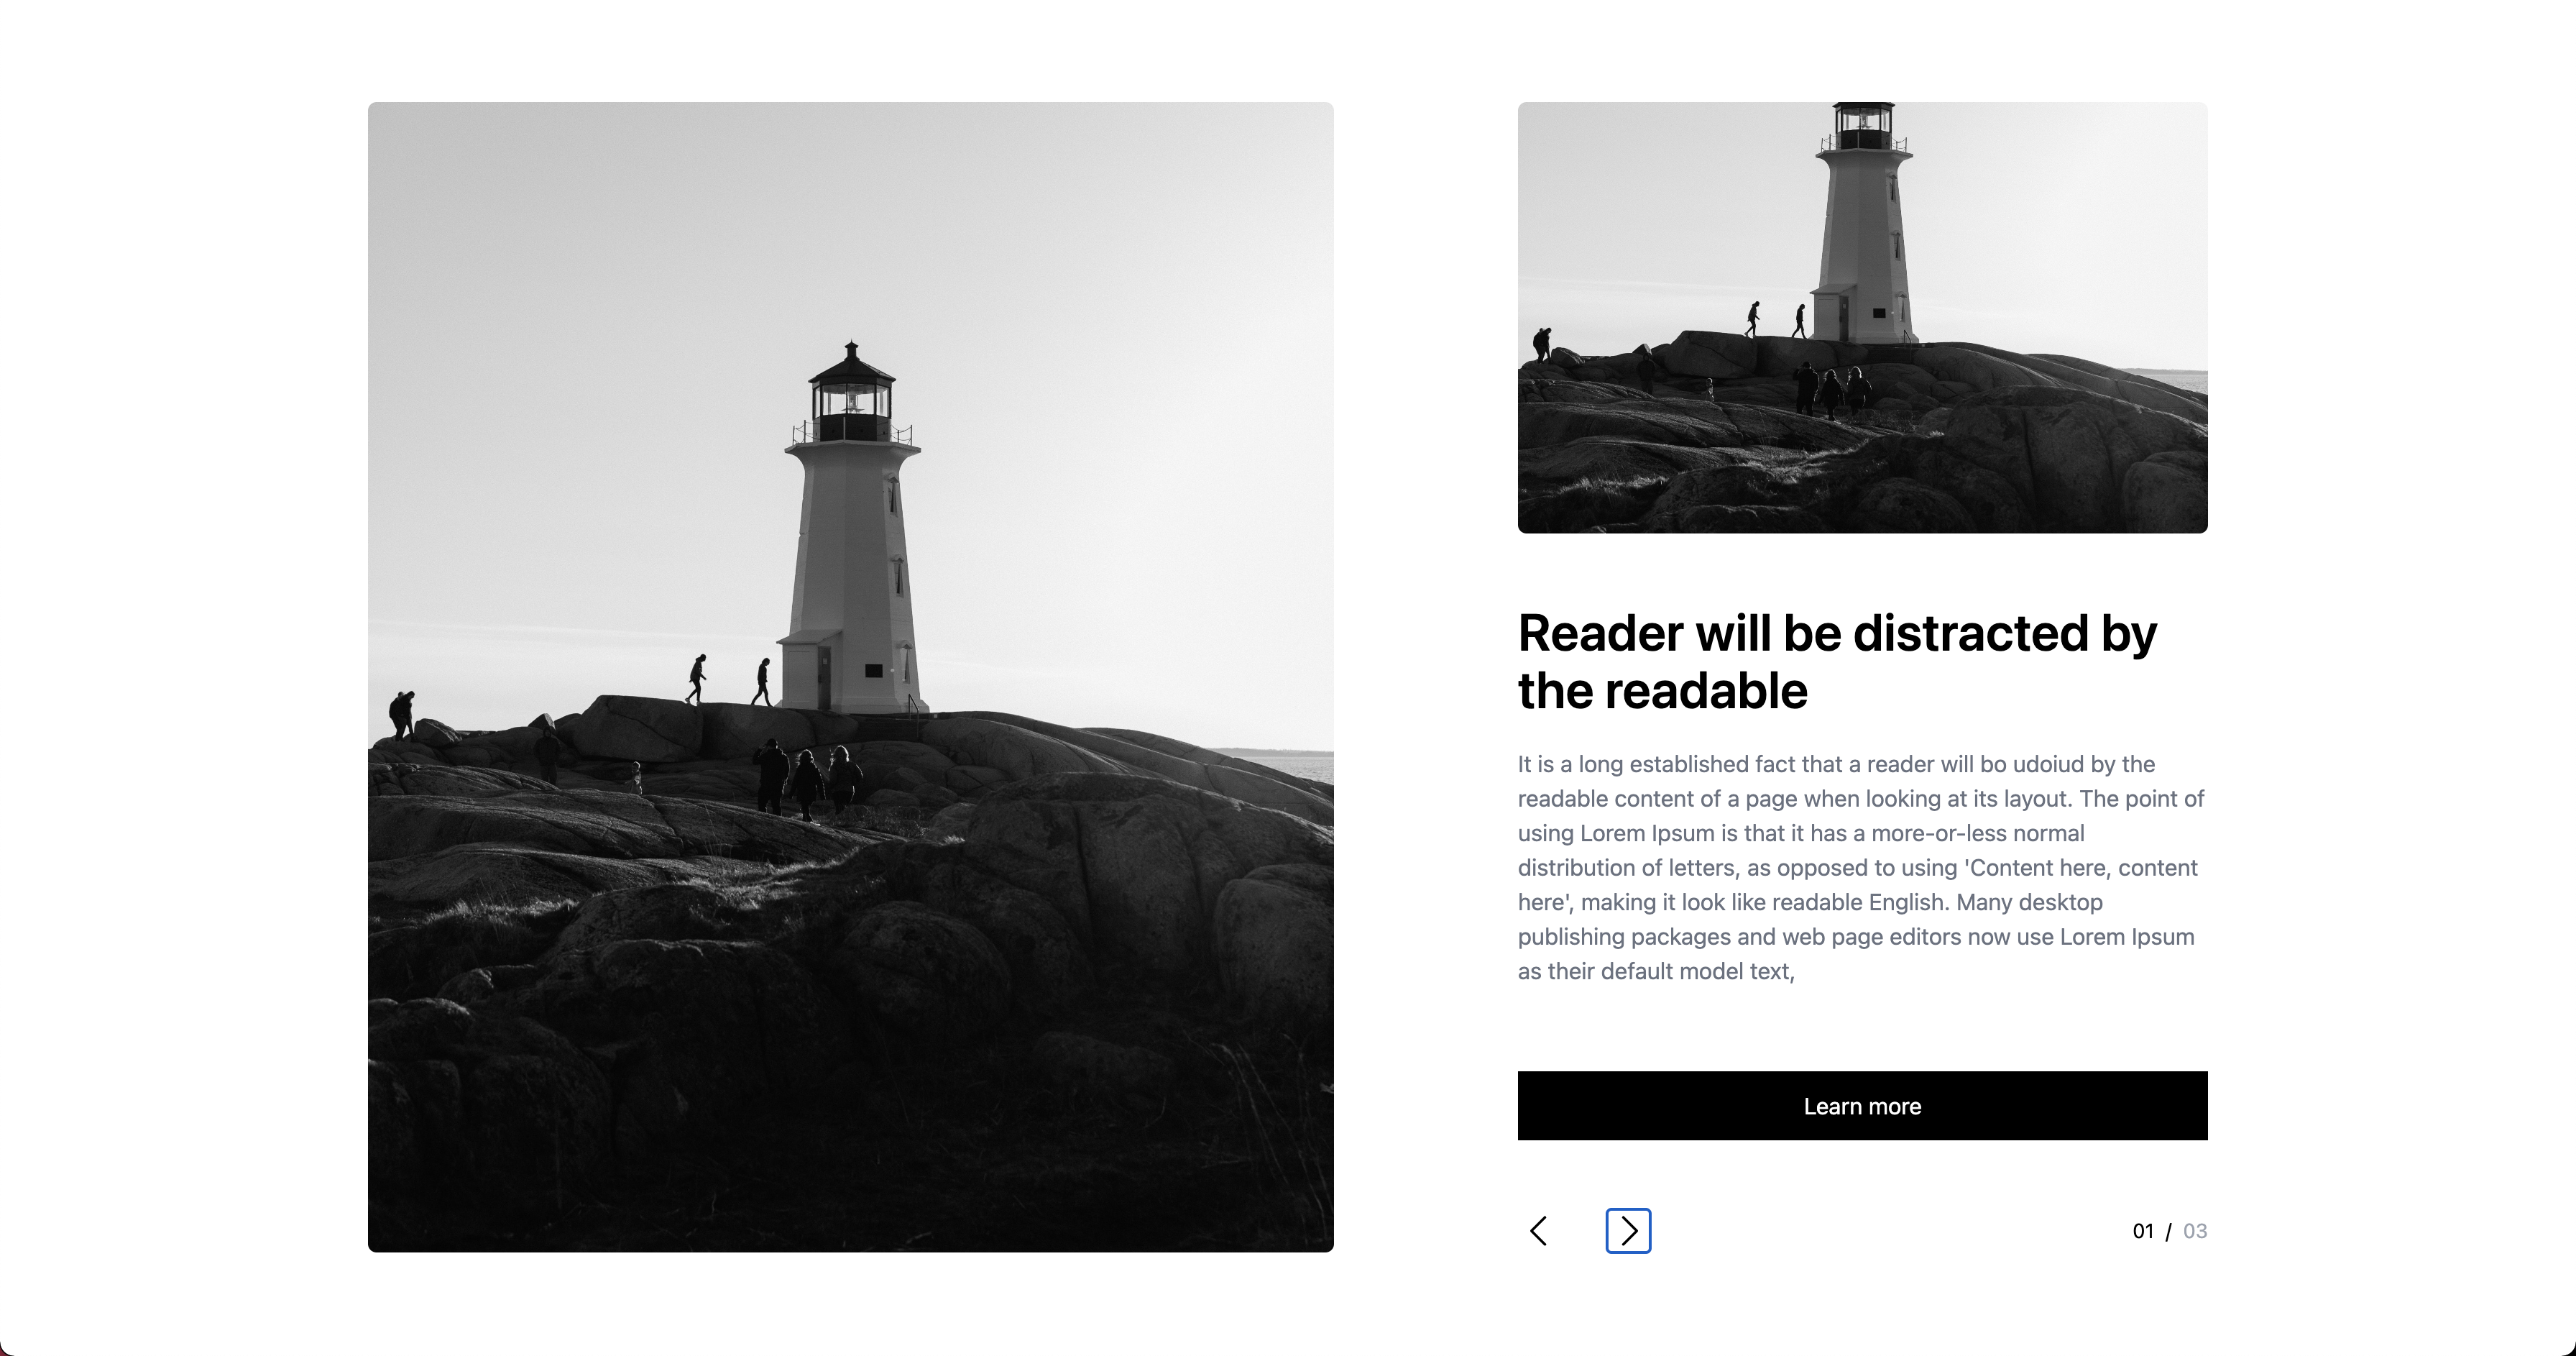 Reader will be distracted by
the readable
It is a long established fact that a reader will bo udoiud by the
readable content of a page when looking at its layout. The point of
using Lorem Ipsum is that it has a more-or-less normal
distribution of letters, as opposed to using 'Content here, content
here', making it look like readable English. Many desktop
publishing packages and web page editors now use Lorem Ipsum
as their default model text,
Learn more
01 / 03